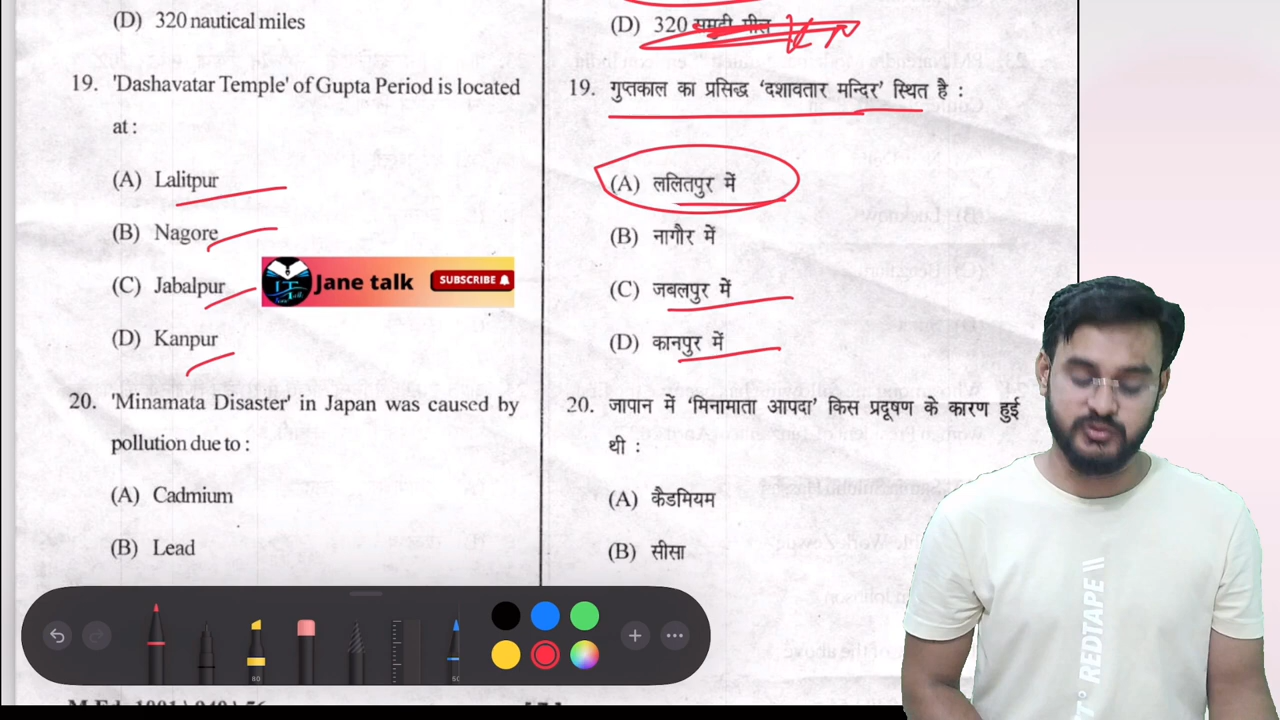 (D) 320 nautical miles
19. 'Dashavatar Temple' of Gupta Period is located
at :
(A) Lalitpur
(B) Nagore
(C) Jabalpur
(D) Kanpur
20. 'Minamata Disaster' in Japan was caused by
pollution due to :
(A) Cadmium
(B) Lead
(D) 320 समुद्री मील
19. गुप्तकाल का प्रसिद्ध ‘दशावतार मन्दिर’ स्थित है :
(A) ललितपुर में
(B) नागौर में
(C) जबलपुर में
(D) कानपुर में
20. जापान में ‘मिनामाता आपदा’ किस प्रदूषण के कारण हुई
थी :
(A) कैडमियम
(B) सीसा
Jane talk
SUBSCRIBE
80
50
REDTAPE